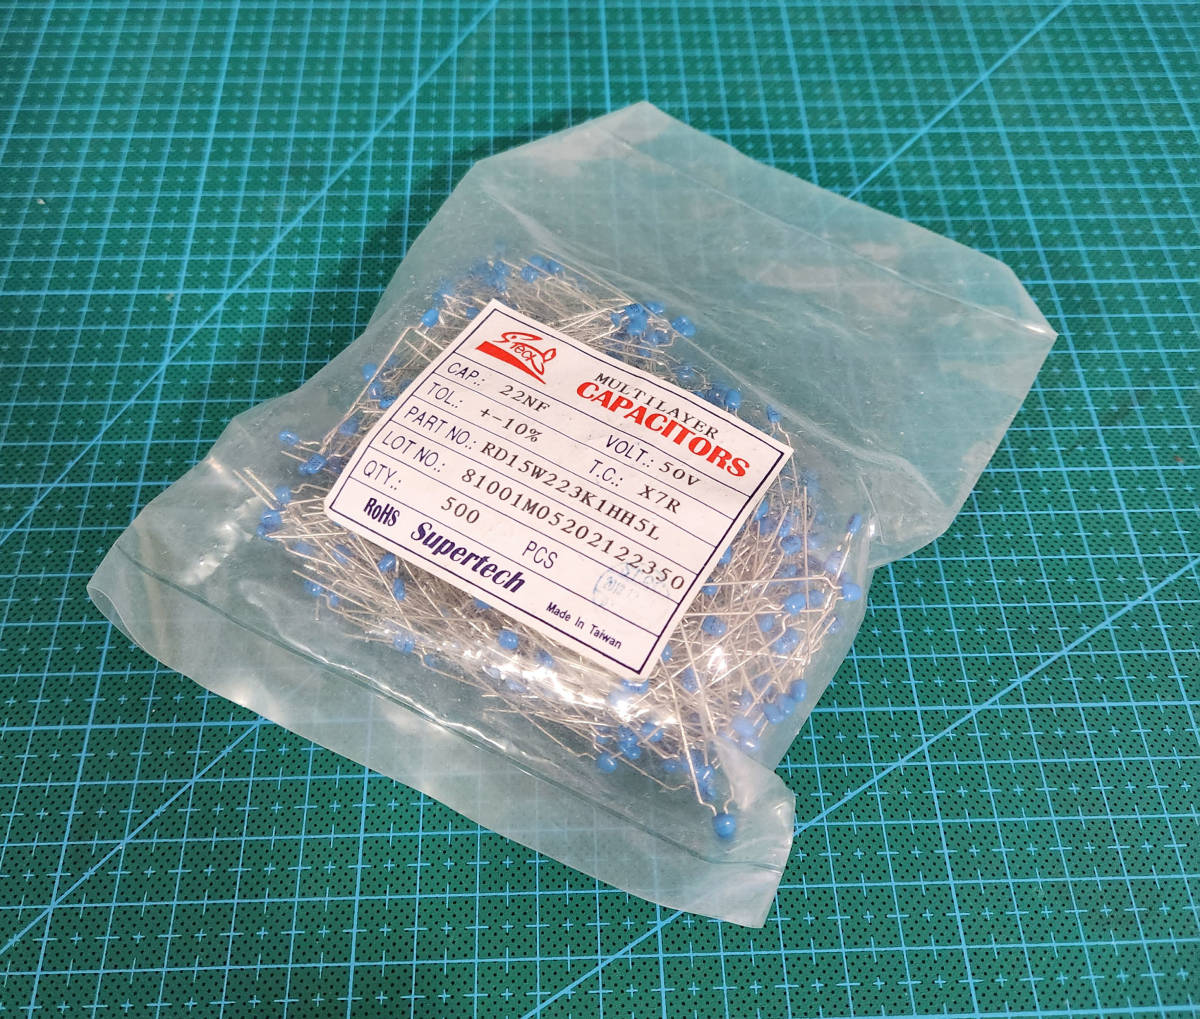 STECH
MULTILAYER
CAPACITORS
CAP.: 22NF VOLT.: 50V
TOL.: +-10% T.C.: X7R
PART NO.: RD15W223K1HH5L
LOT NO.: 81001M05202122350
QTY.: 500 PCS
RoHS Supertech
Made In Taiwan